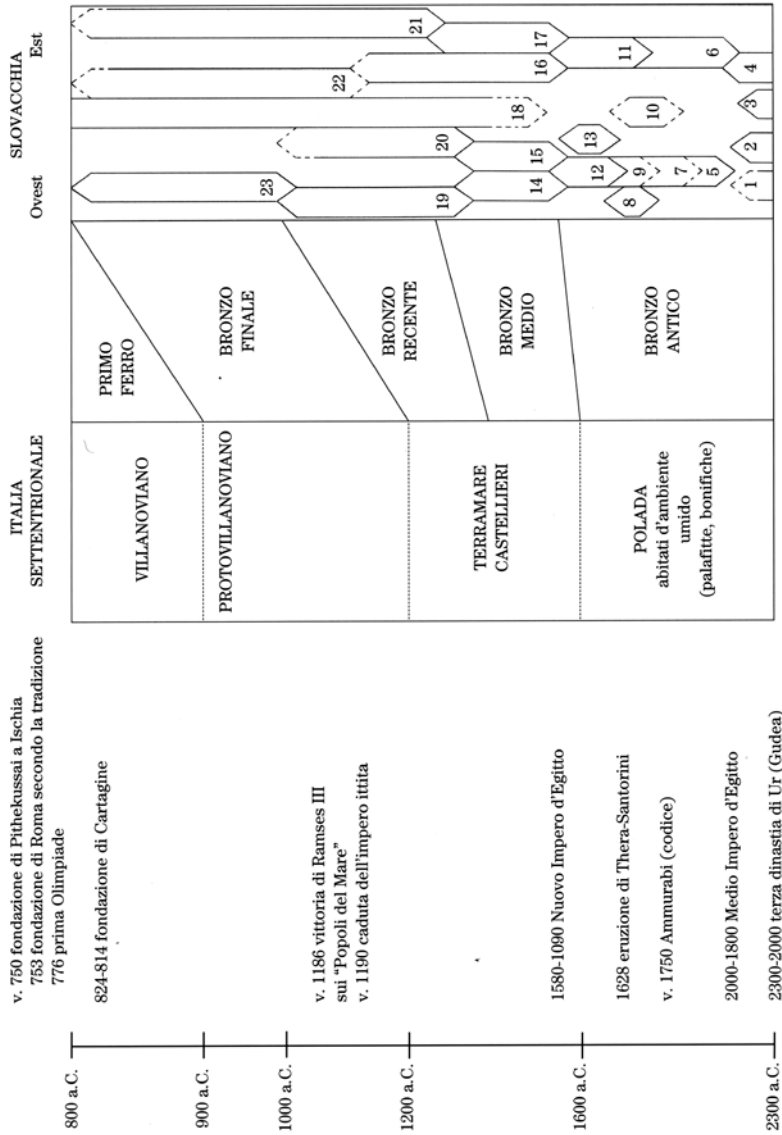 ITALIA
SETTENTRIONALE
SLOVACCHIA
Ovest
Est
800 a.C.
900 a.C.
1000 a.C.
1200 a.C.
1600 a.C.
2300 a.C.
v. 750 fondazione di Pithekussai a Ischia
753 fondazione di Roma secondo la tradizione
776 prima Olimpiade
824-814 fondazione di Cartagine
v. 1186 vittoria di Ramses III
sui "Popoli del Mare"
v. 1190 caduta dell'impero ittita
1580-1090 Nuovo Impero d'Egitto
1628 eruzione di Thera-Santorini
v. 1750 Ammurabi (codice)
2000-1800 Medio Impero d'Egitto
2300-2000 terza dinastia di Ur (Gudea)
VILLANOVIANO
PROTOVILLANOVIANO
TERRAMARE
CASTELLIERI
POLADA
abitati d'ambiente
umido
(palafitte, bonifiche)
PRIMO
FERRO
BRONZO
FINALE
BRONZO
RECENTE
BRONZO
MEDIO
BRONZO
ANTICO
21
22
23
20
19
18
17
16
15
14
13
12
11
10
9
8
7
6
5
4
3
2
1